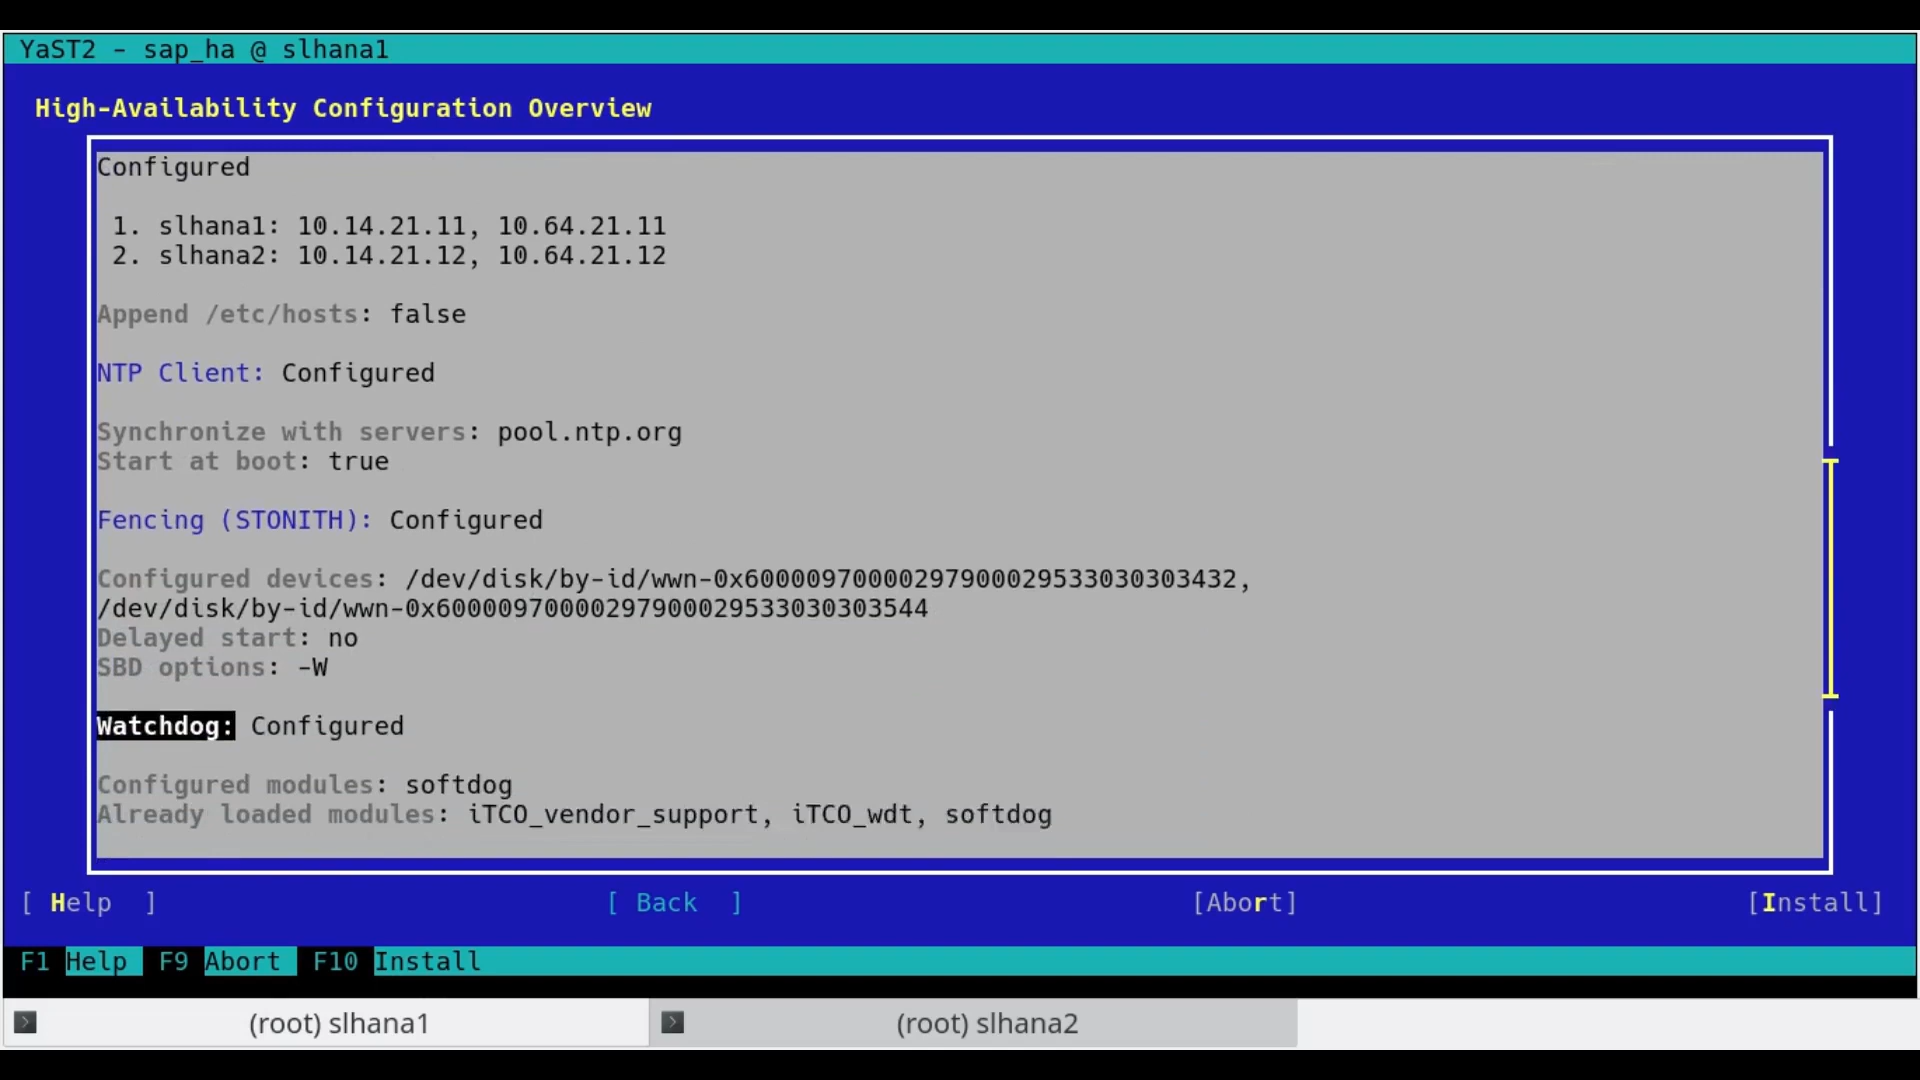 YaST2 - sap_ha @ slhana1
High-Availability Configuration Overview
Configured
1. slhana1: 10.14.21.11, 10.64.21.11
2. slhana2: 10.14.21.12, 10.64.21.12
Append /etc/hosts: false
NTP Client: Configured
Synchronize with servers: pool.ntp.org
Start at boot: true
Fencing (STONITH): Configured
Configured devices: /dev/disk/by-id/wwn-0x60000970000297900029533030303432,
/dev/disk/by-id/wwn-0x60000970000297900029533030303544
Delayed start: no
SBD options: -W
Watchdog: Configured
Configured modules: softdog
Already loaded modules: iTCO_vendor_support, iTCO_wdt, softdog
[ Help  ] [ Back  ] [Abort] [Install]
F1 Help F9 Abort F10 Install
(root) slhana1 (root) slhana2